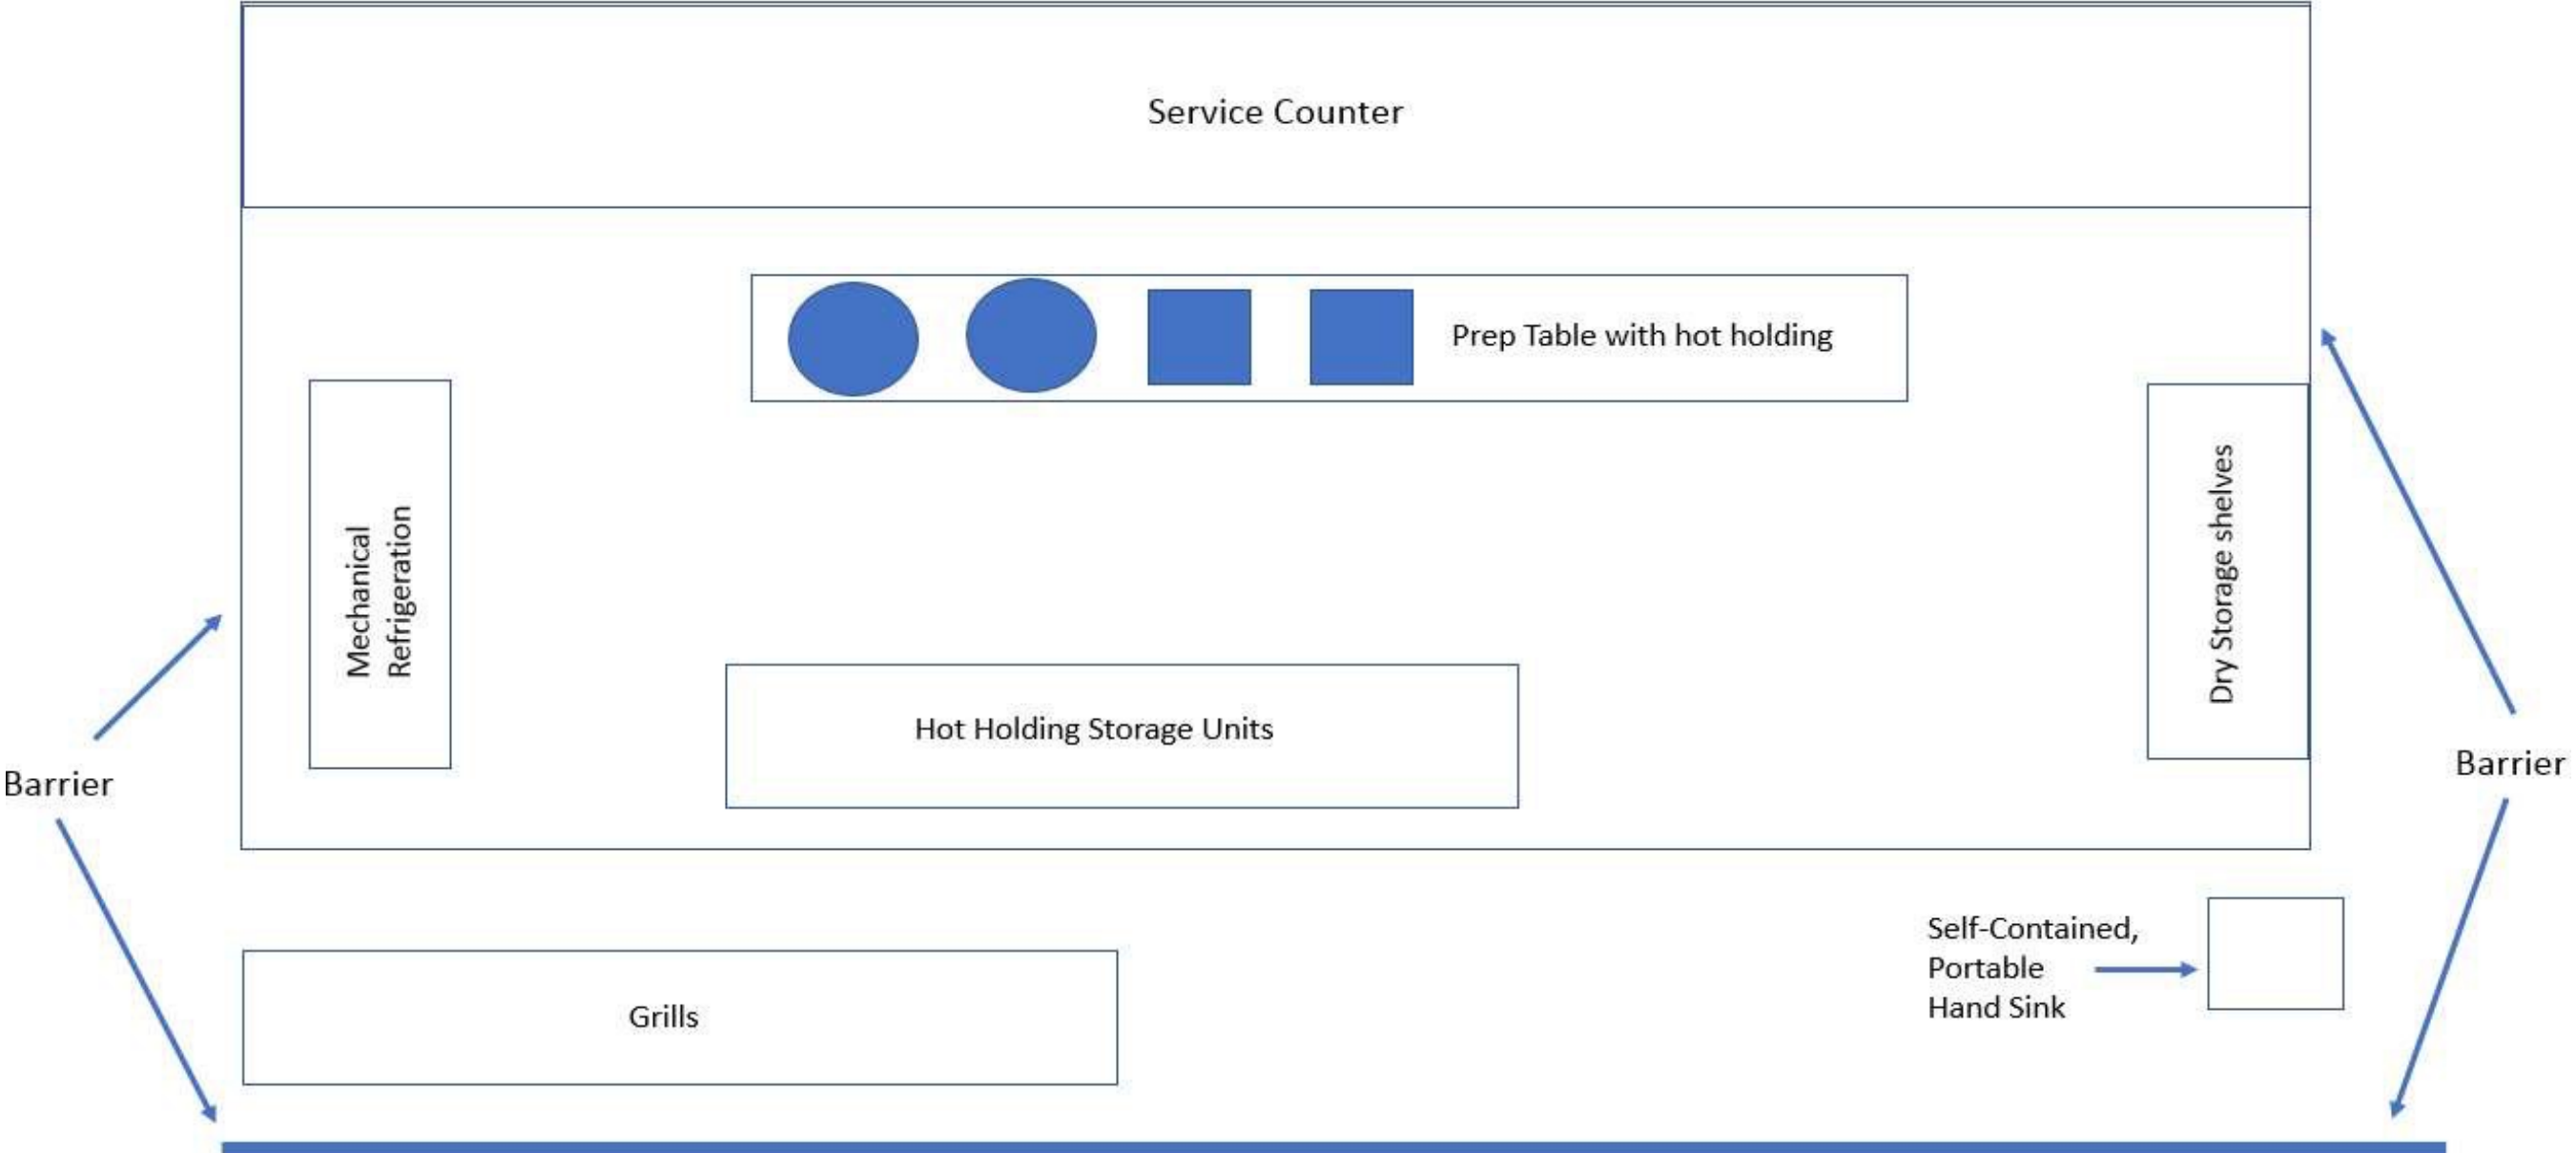 Service Counter
Prep Table with hot holding
Mechanical
Refrigeration
Dry Storage shelves
Hot Holding Storage Units
Barrier
Barrier
Self-Contained,
Portable
Hand Sink
Grills